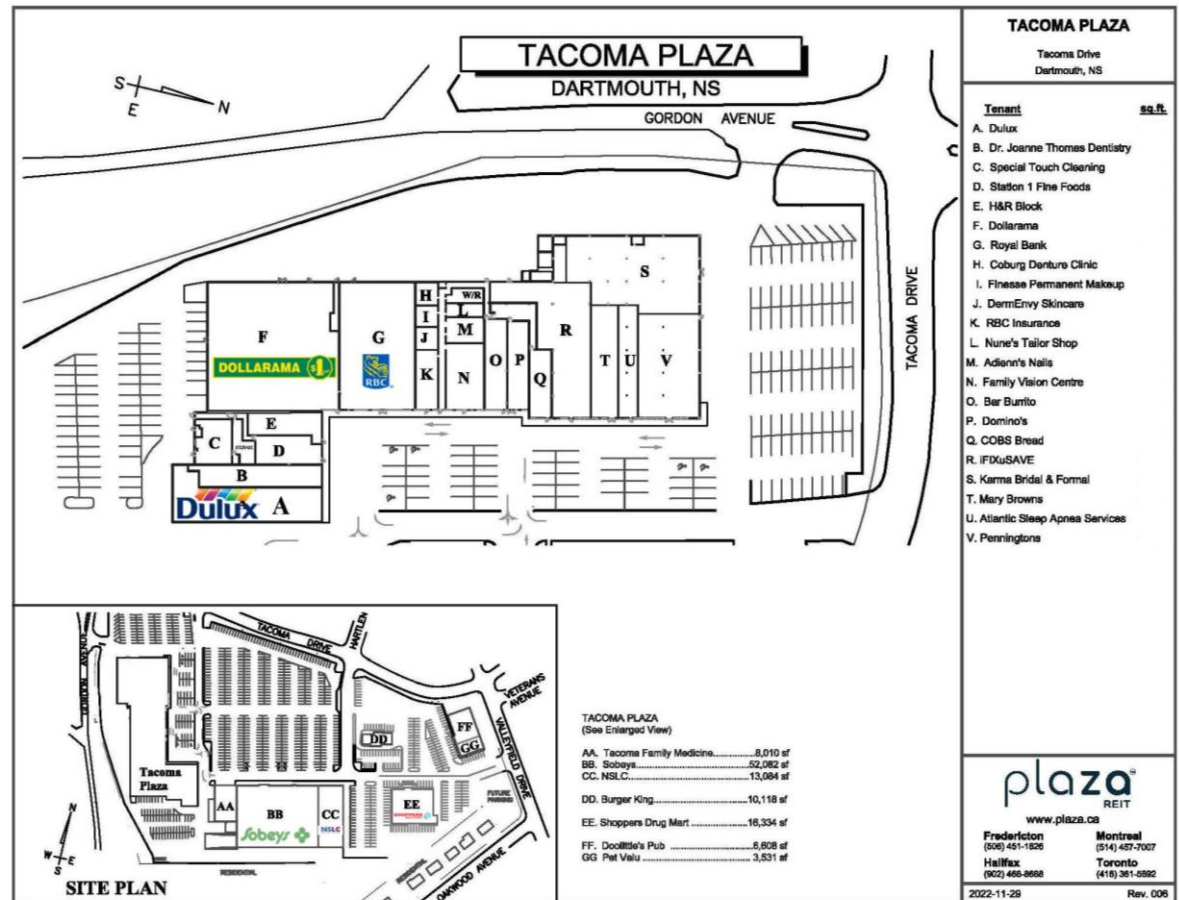 TACOMA PLAZA
DARTMOUTH, NS
S
E
N
GORDON AVENUE
TACOMA DRIVE
S
H
W/R
I
L
F
G
J
M
R
DOLLARAMA $1
RBC
K
N
O
P
Q
T
U
V
C
E
D
B
Dulux
A
TACOMA PLAZA
Tacoma Drive
Dartmouth, NS
Tenant sq.ft.
A. Dulux
B. Dr. Joanne Thomas Dentistry
C. Special Touch Cleaning
D. Station 1 Fine Foods
E. H&R Block
F. Dollarama
G. Royal Bank
H. Coburg Denture Clinic
I. Finesse Permanent Makeup
J. DermEnvy Skincare
K. RBC Insurance
L. Nune's Tailor Shop
M. Adienn's Nails
N. Family Vision Centre
O. Bar Burrito
P. Domino's
Q. COBS Bread
R. iFIXuSAVE
S. Karma Bridal & Formal
T. Mary Browns
U. Atlantic Sleep Apnea Services
V. Penningtons
GORDON AVENUE
TACOMA DRIVE
HARTLEN
VETERANS
AVENUE
VALLEYFIELD DRIVE
FF
GG
DD
Tacoma
Plaza
AA
BB
Sobeys
CC
NSLC
EE
FUTURE
PARKING
RESIDENTIAL
RESIDENTIAL
OAKWOOD AVENUE
N
W E
S
SITE PLAN
TACOMA PLAZA
(See Enlarged View)
AA. Tacoma Family Medicine..............8,010 sf
BB. Sobeys.............................52,082 sf
CC. NSLC...............................13,084 sf
DD. Burger King........................10,118 sf
EE. Shoppers Drug Mart .................16,334 sf
FF. Doolittle's Pub .....................6,608 sf
GG Pet Valu .............................3,531 sf
plaza
REIT
www.plaza.ca
Fredericton Montreal
(506) 451-1826 (514) 457-7007
Halifax Toronto
(902) 468-8688 (416) 361-5892
2022-11-29 Rev. 006